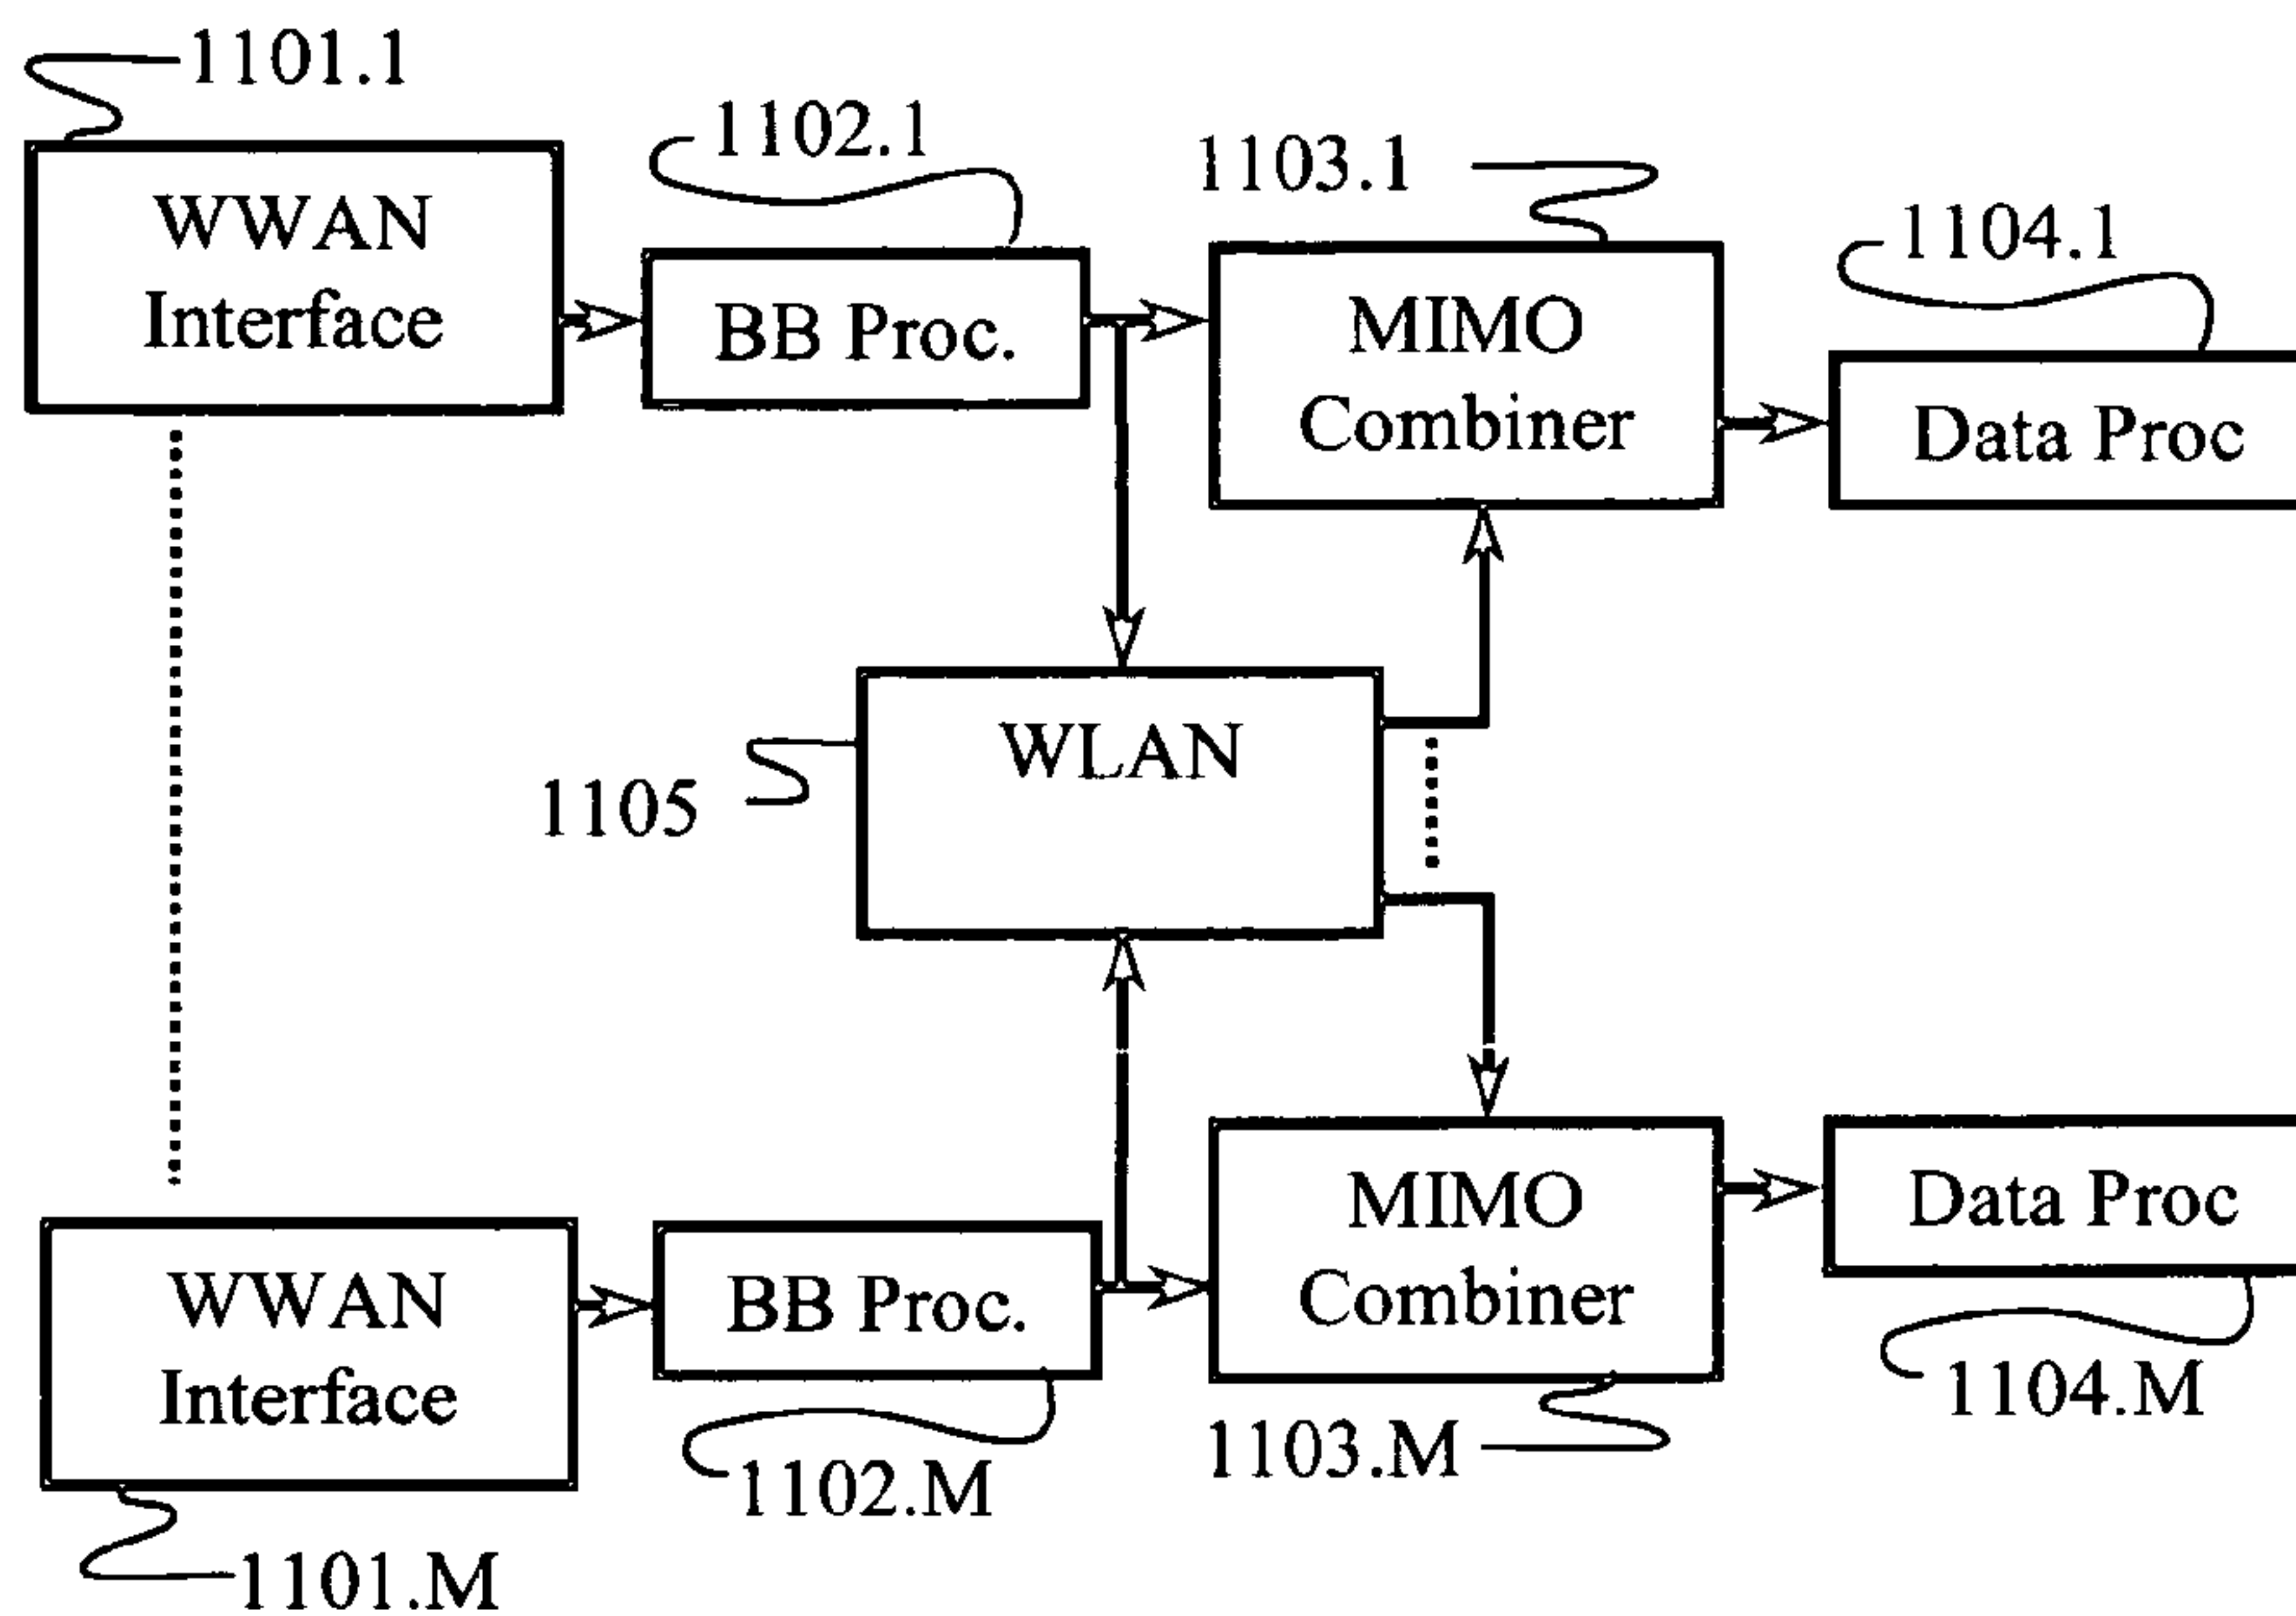 1101.1
1102.1
1103.1
1104.1
WWAN
Interface
BB Proc.
MIMO
Combiner
Data Proc
WLAN
1105
WWAN
Interface
BB Proc.
MIMO
Combiner
Data Proc
1101.M
1102.M
1103.M
1104.M